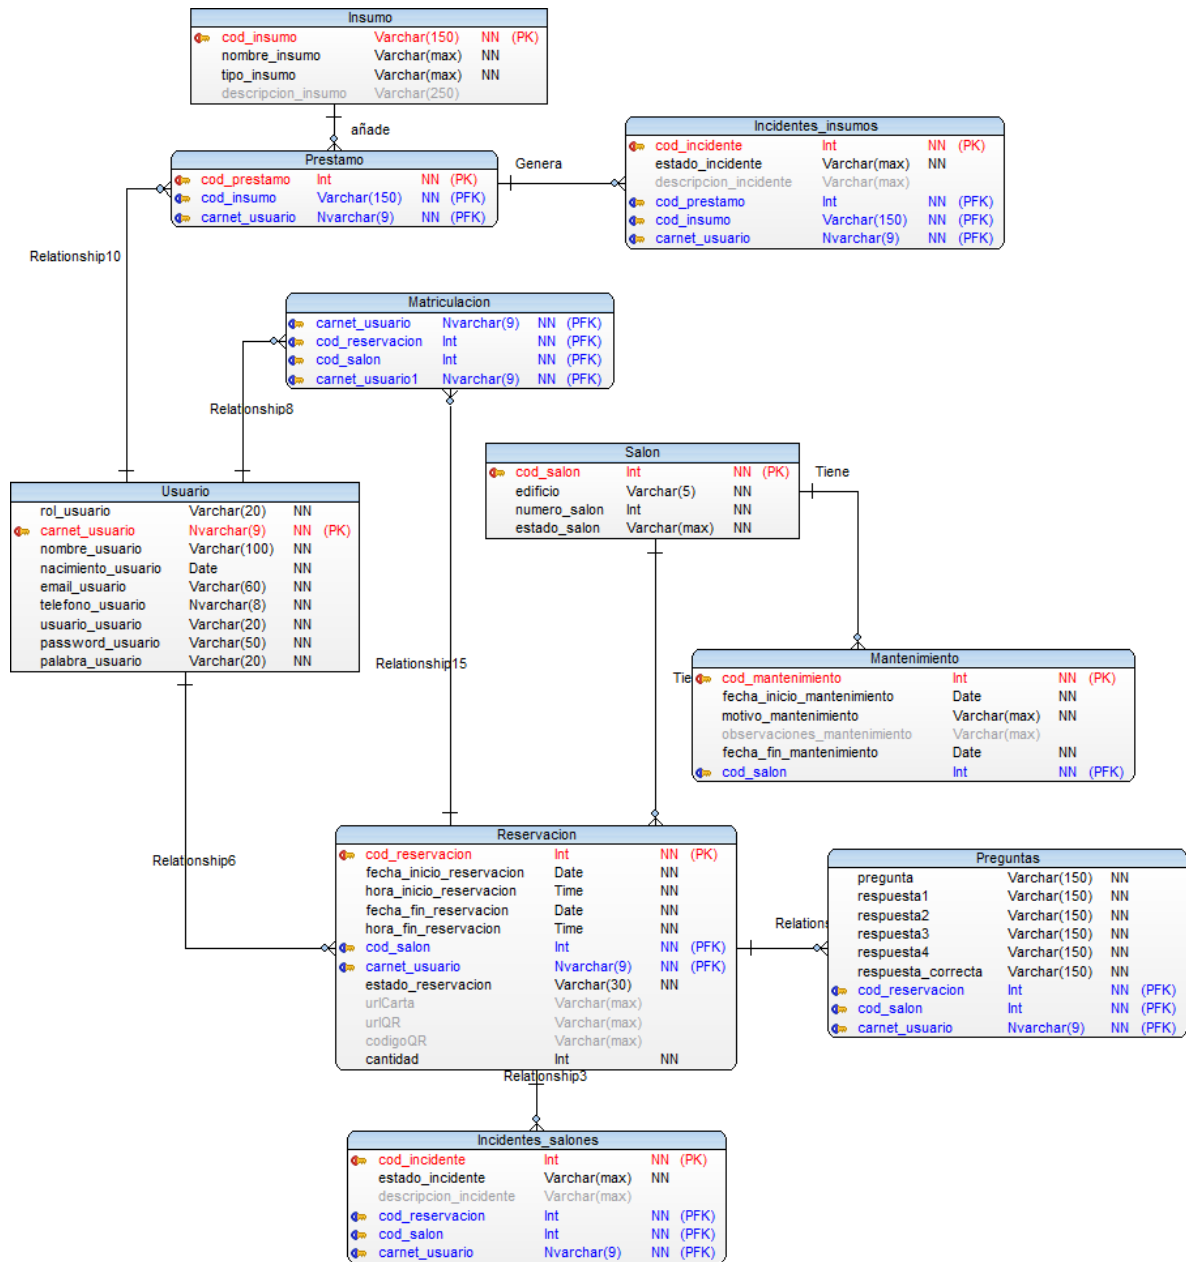 Insumo
cod_insumo Varchar(150) NN (PK)
nombre_insumo Varchar(max) NN
tipo_insumo Varchar(max) NN
descripcion_insumo Varchar(250)
añade
Prestamo
cod_prestamo Int NN (PK)
cod_insumo Varchar(150) NN (PFK)
carnet_usuario Nvarchar(9) NN (PFK)
Genera
Incidentes_insumos
cod_incidente Int NN (PK)
estado_incidente Varchar(max) NN
descripcion_incidente Varchar(max)
cod_prestamo Int NN (PFK)
cod_insumo Varchar(150) NN (PFK)
carnet_usuario Nvarchar(9) NN (PFK)
Relationship10
Matriculacion
carnet_usuario Nvarchar(9) NN (PFK)
cod_reservacion Int NN (PFK)
cod_salon Int NN (PFK)
carnet_usuario1 Nvarchar(9) NN (PFK)
Relationship8
Salon
cod_salon Int NN (PK)
edificio Varchar(5) NN
numero_salon Int NN
estado_salon Varchar(max) NN
Tiene
Usuario
rol_usuario Varchar(20) NN
carnet_usuario Nvarchar(9) NN (PK)
nombre_usuario Varchar(100) NN
nacimiento_usuario Date NN
email_usuario Varchar(60) NN
telefono_usuario Nvarchar(8) NN
usuario_usuario Varchar(20) NN
password_usuario Varchar(50) NN
palabra_usuario Varchar(20) NN
Relationship15
Tie
Mantenimiento
cod_mantenimiento Int NN (PK)
fecha_inicio_mantenimiento Date NN
motivo_mantenimiento Varchar(max) NN
observaciones_mantenimiento Varchar(max)
fecha_fin_mantenimiento Date NN
cod_salon Int NN (PFK)
Relationship6
Reservacion
cod_reservacion Int NN (PK)
fecha_inicio_reservacion Date NN
hora_inicio_reservacion Time NN
fecha_fin_reservacion Date NN
hora_fin_reservacion Time NN
cod_salon Int NN (PFK)
carnet_usuario Nvarchar(9) NN (PFK)
estado_reservacion Varchar(30) NN
urlCarta Varchar(max)
urlQR Varchar(max)
codigoQR Varchar(max)
cantidad Int NN
Relations
Preguntas
pregunta Varchar(150) NN
respuesta1 Varchar(150) NN
respuesta2 Varchar(150) NN
respuesta3 Varchar(150) NN
respuesta4 Varchar(150) NN
respuesta_correcta Varchar(150) NN
cod_reservacion Int NN (PFK)
cod_salon Int NN (PFK)
carnet_usuario Nvarchar(9) NN (PFK)
Relationship3
Incidentes_salones
cod_incidente Int NN (PK)
estado_incidente Varchar(max) NN
descripcion_incidente Varchar(max)
cod_reservacion Int NN (PFK)
cod_salon Int NN (PFK)
carnet_usuario Nvarchar(9) NN (PFK)